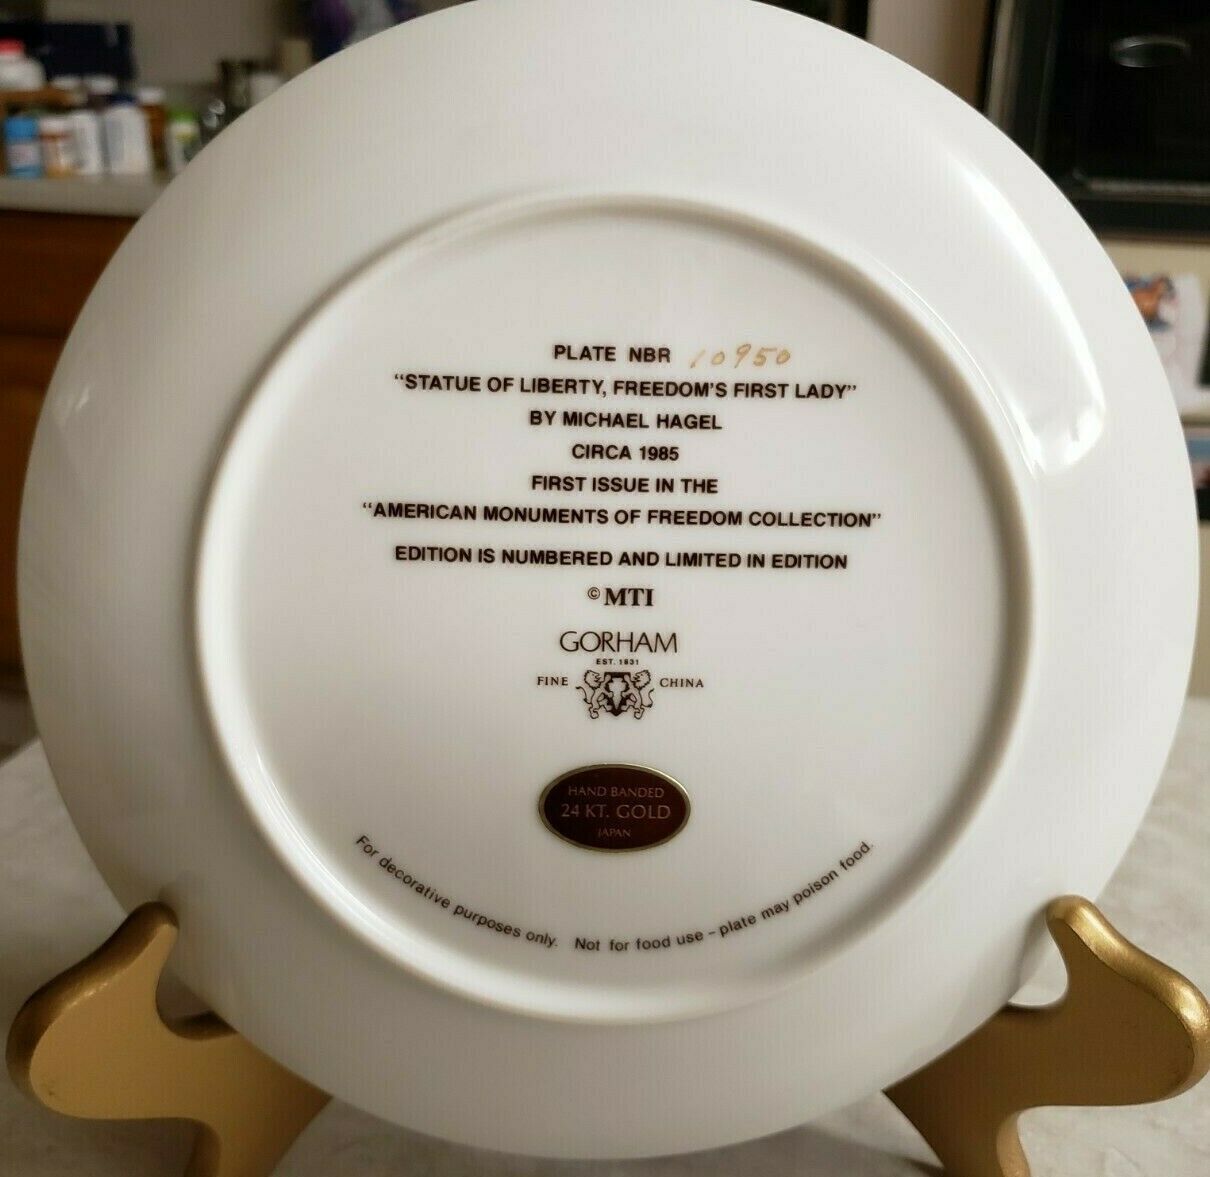 PLATE NBR 10950
"STATUE OF LIBERTY, FREEDOM'S FIRST LADY"
BY MICHAEL HAGEL
CIRCA 1985
FIRST ISSUE IN THE
"AMERICAN MONUMENTS OF FREEDOM COLLECTION"
EDITION IS NUMBERED AND LIMITED IN EDITION
©MTI
GORHAM
EST. 1831
FINE CHINA
HAND BANDED
24 KT. GOLD
JAPAN
For decorative purposes only. Not for food use – plate may poison food.